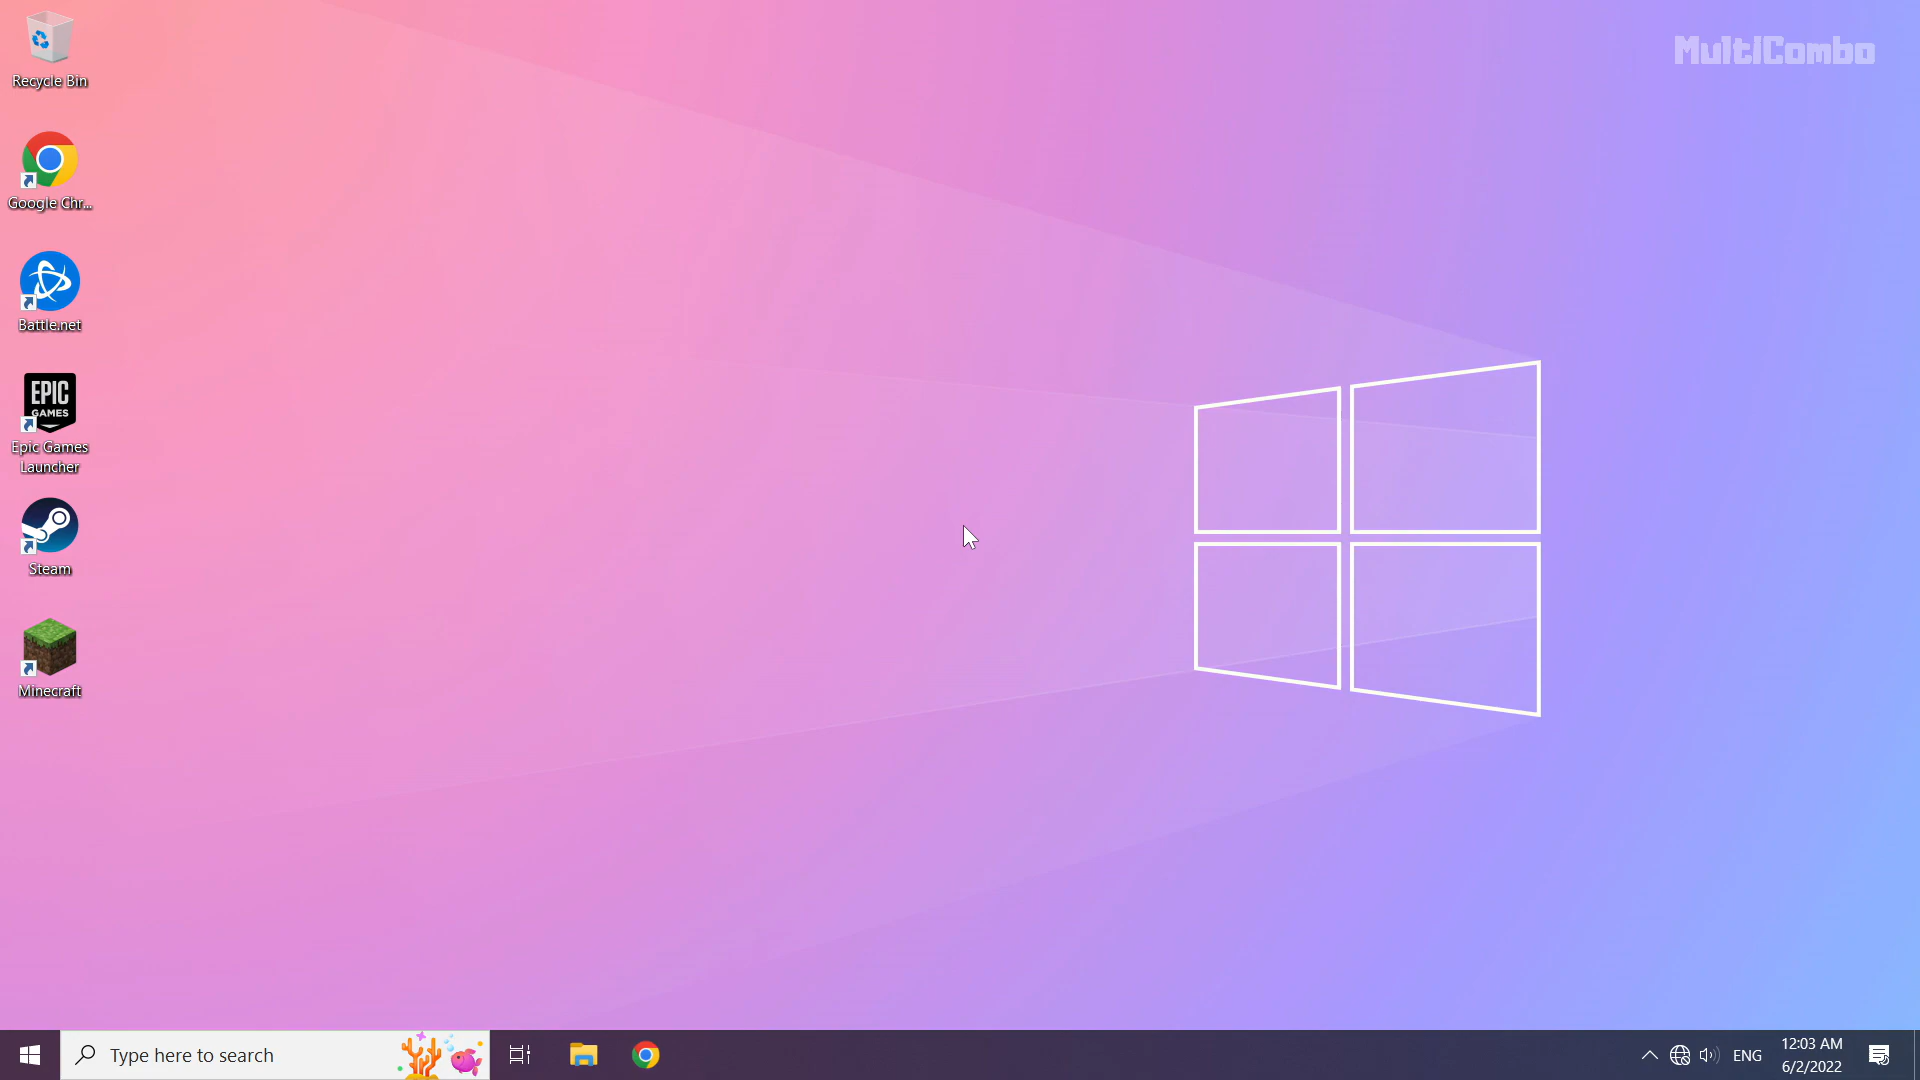 MultiCombo
Recycle Bin
Google Chr...
Battle.net
EPIC
GAMES
Epic Games
Launcher
Steam
Minecraft
Type here to search
ENG
12:03 AM
6/2/2022